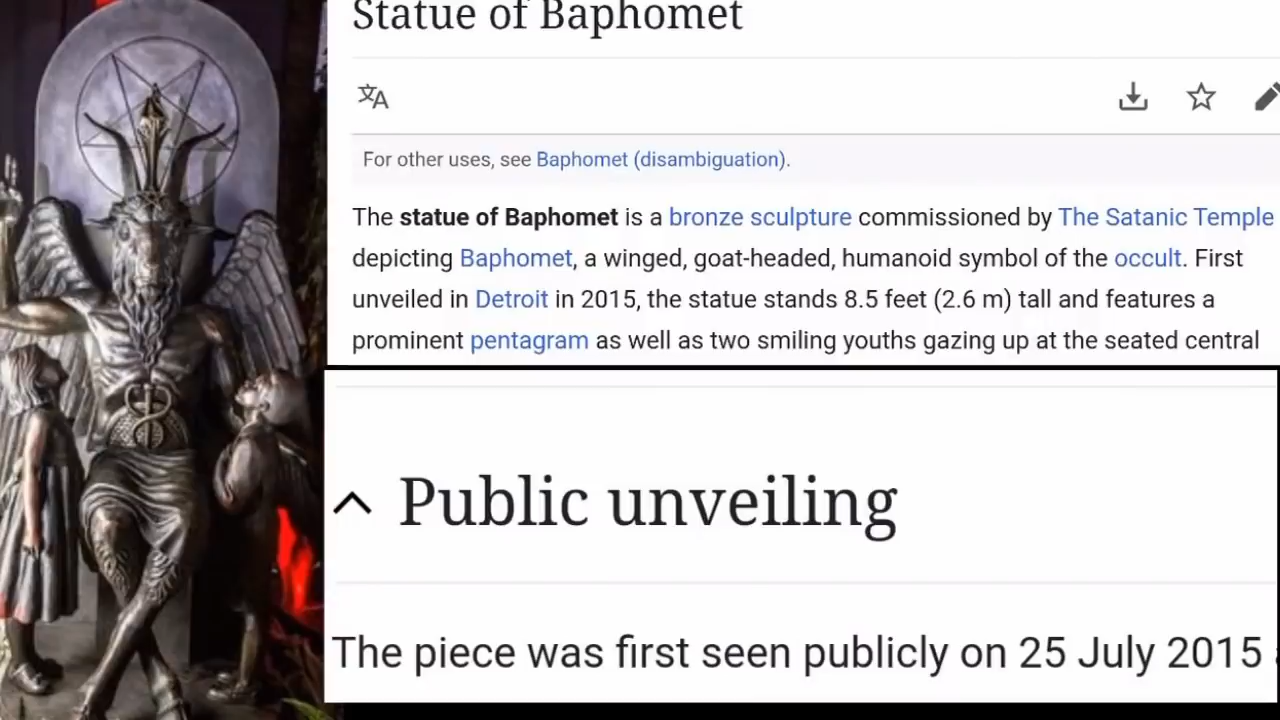 Statue of Baphomet
For other uses, see Baphomet (disambiguation).
The statue of Baphomet is a bronze sculpture commissioned by The Satanic Temple
depicting Baphomet, a winged, goat-headed, humanoid symbol of the occult. First
unveiled in Detroit in 2015, the statue stands 8.5 feet (2.6 m) tall and features a
prominent pentagram as well as two smiling youths gazing up at the seated central
Public unveiling
The piece was first seen publicly on 25 July 2015